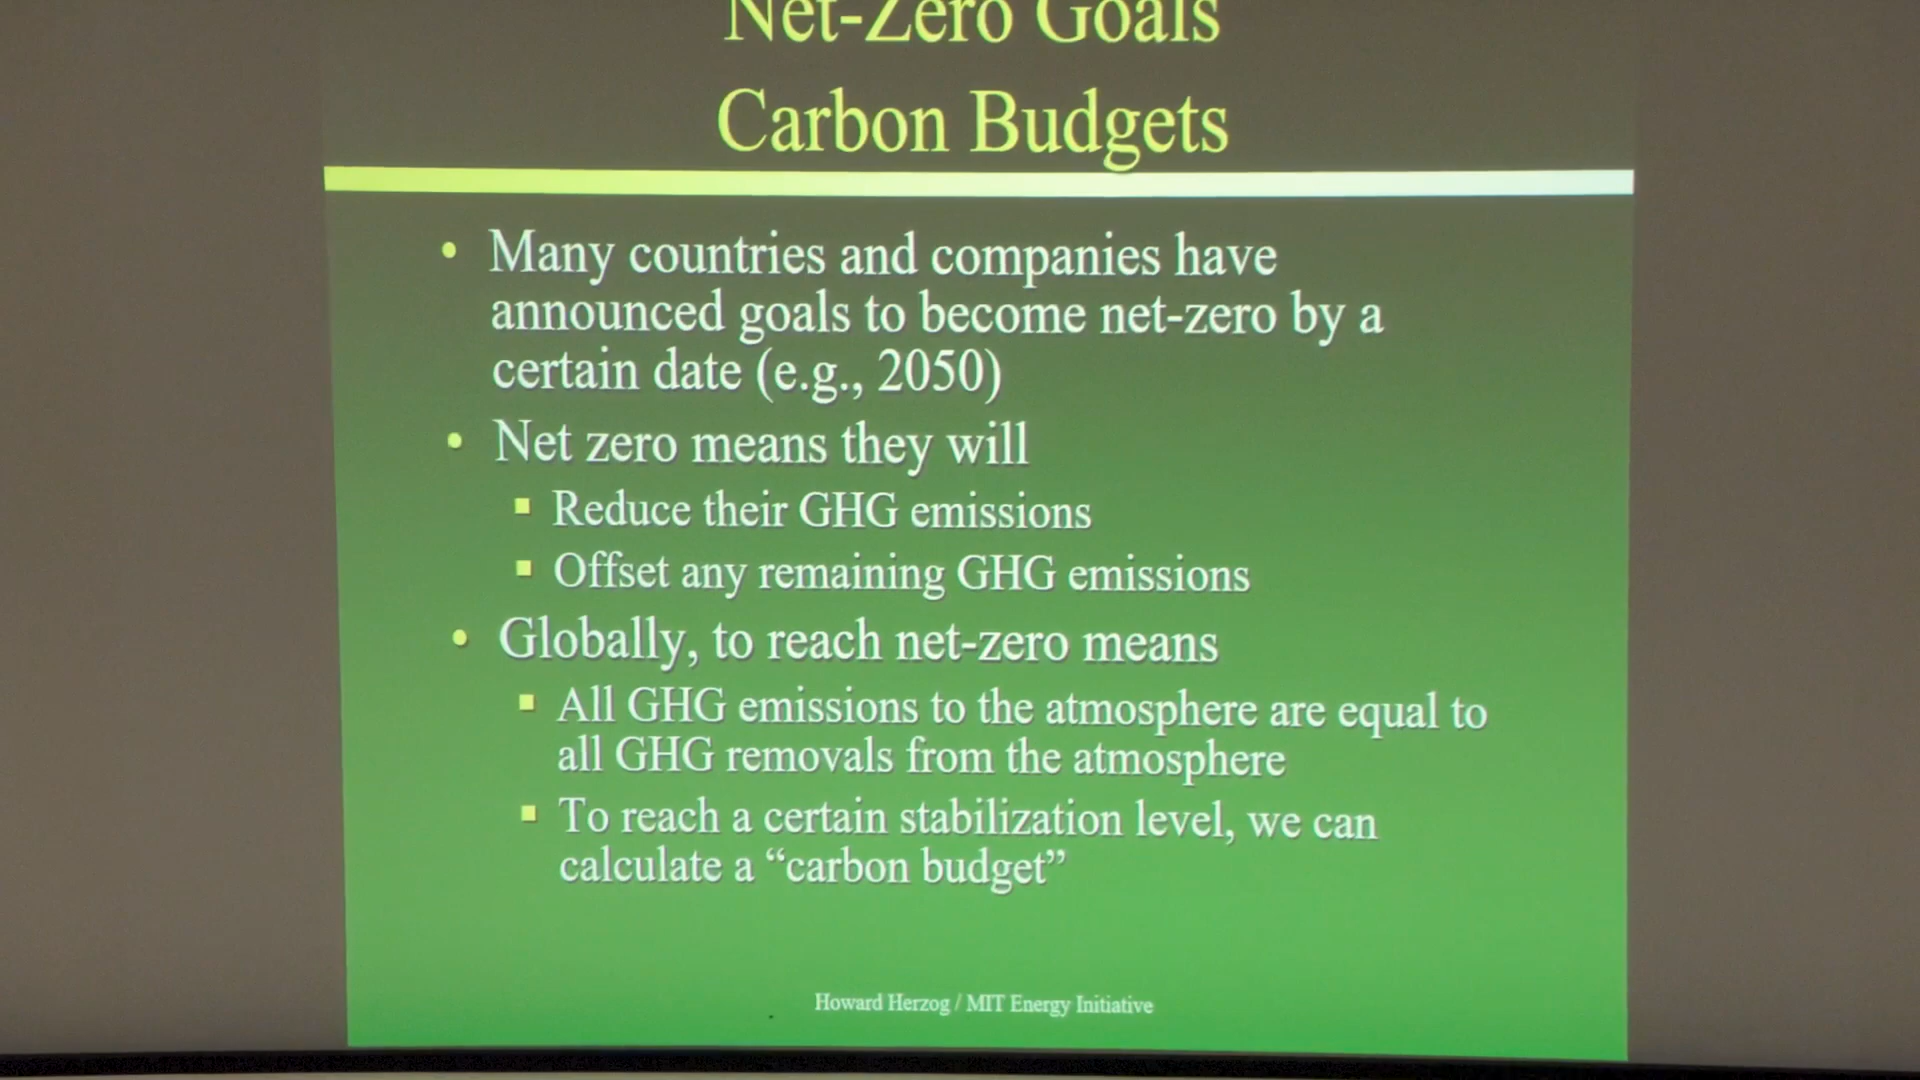 Net-Zero Goals
Carbon Budgets
• Many countries and companies have
announced goals to become net-zero by a
certain date (e.g., 2050)
• Net zero means they will
▪ Reduce their GHG emissions
▪ Offset any remaining GHG emissions
• Globally, to reach net-zero means
▪ All GHG emissions to the atmosphere are equal to
all GHG removals from the atmosphere
▪ To reach a certain stabilization level, we can
calculate a “carbon budget”
Howard Herzog / MIT Energy Initiative